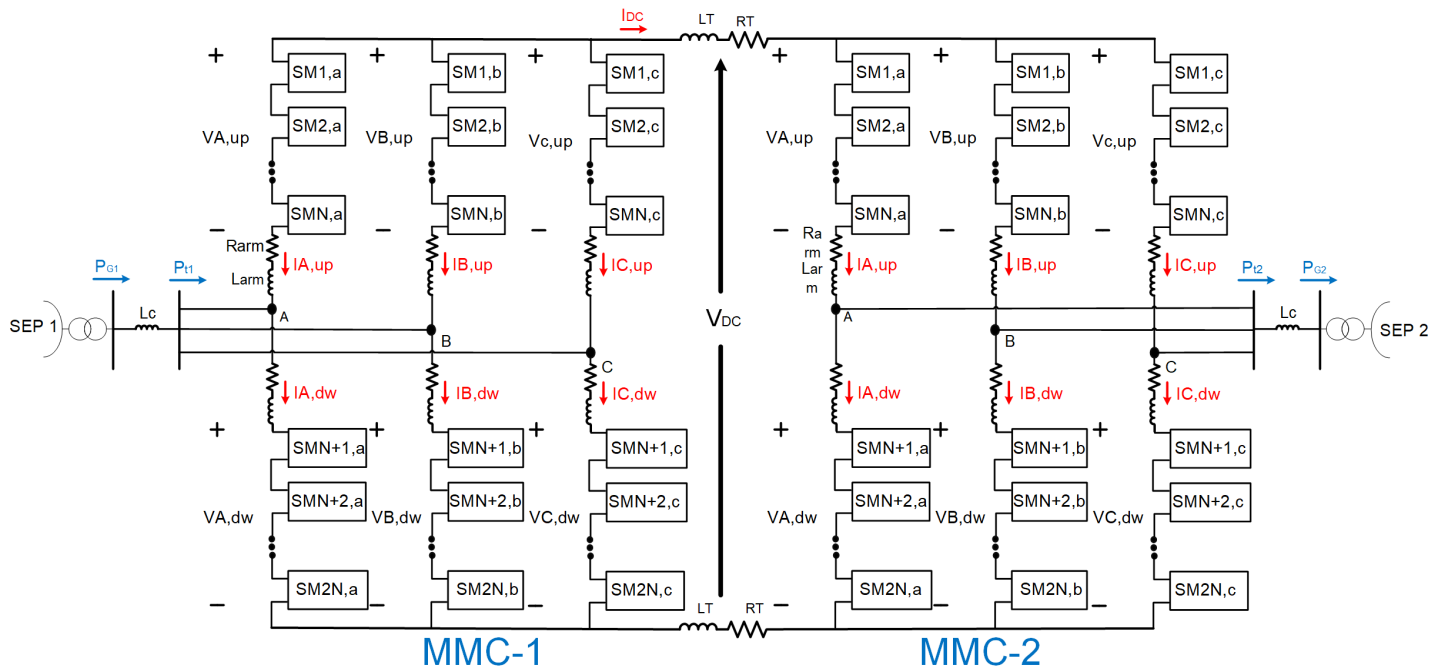 IDC LT RT
+ + + + + +
SM1,a SM1,b SM1,c SM1,a SM1,b SM1,c
SM2,a SM2,b SM2,c SM2,a SM2,b SM2,c
VA,up VB,up Vc,up VA,up VB,up Vc,up
SMN,a SMN,b SMN,c SMN,a SMN,b SMN,c
− − − − − −
Rarm IA,up IB,up IC,up
Larm
Ra
rm
Lar
m
IA,up IB,up IC,up
PG1 Pt1 Pt2 PG2
SEP 1 Lc A B C
VDC
A B C Lc SEP 2
IA,dw IB,dw IC,dw IA,dw IB,dw IC,dw
+ + + + + +
SMN+1,a SMN+1,b SMN+1,c SMN+1,a SMN+1,b SMN+1,c
SMN+2,a SMN+2,b SMN+2,c SMN+2,a SMN+2,b SMN+2,c
VA,dw VB,dw VC,dw VA,dw VB,dw VC,dw
SM2N,a SM2N,b SM2N,c SM2N,a SM2N,b SM2N,c
− − − − − −
LT RT
MMC-1 MMC-2